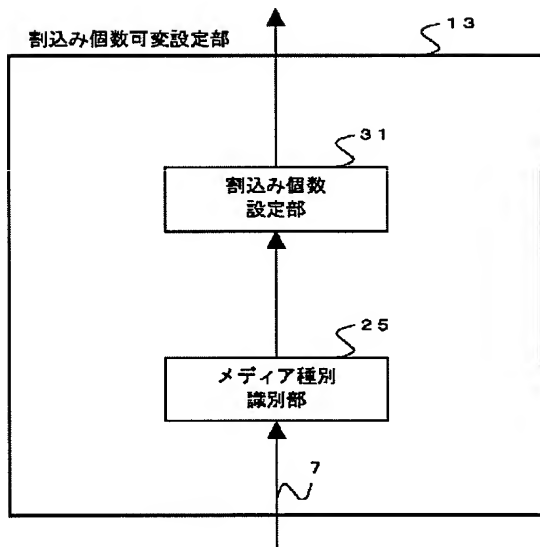 割込み個数可変設定部
１３
３１
割込み個数
設定部
２５
メディア種別
識別部
７